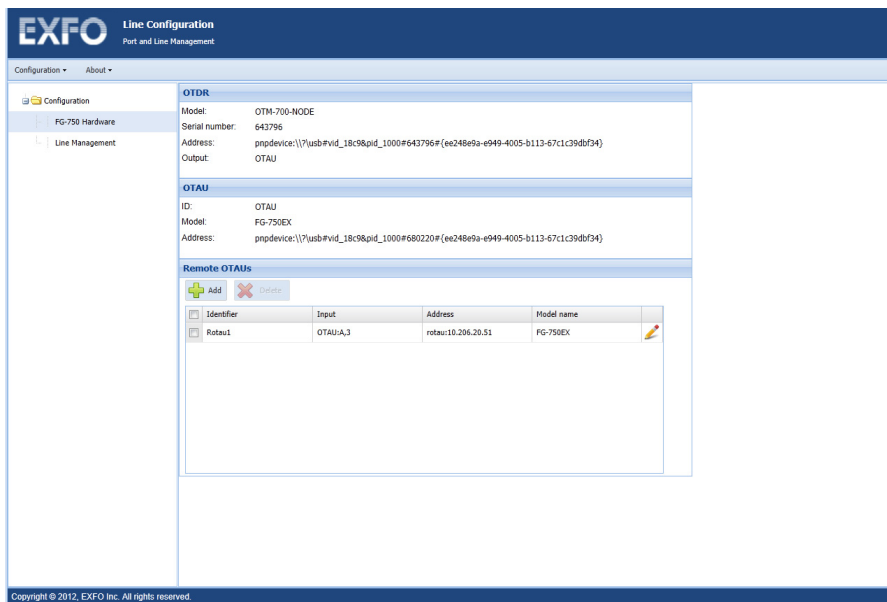 EXFO
Line Configuration
Port and Line Management
Configuration About
Configuration
FG-750 Hardware
Line Management
OTDR
Model: OTM-700-NODE
Serial number: 643796
Address: pnpdevice:\\?\usb#vid_18c9&pid_1000#643796#{ee248e9a-e949-4005-b113-67c1c39dbf34}
Output: OTAU
OTAU
ID: OTAU
Model: FG-750EX
Address: pnpdevice:\\?\usb#vid_18c9&pid_1000#680220#{ee248e9a-e949-4005-b113-67c1c39dbf34}
Remote OTAUs
Add Delete
Identifier Input Address Model name
Rotau1 OTAU:A,3 rotau:10.206.20.51 FG-750EX
Copyright © 2012, EXFO Inc. All rights reserved.